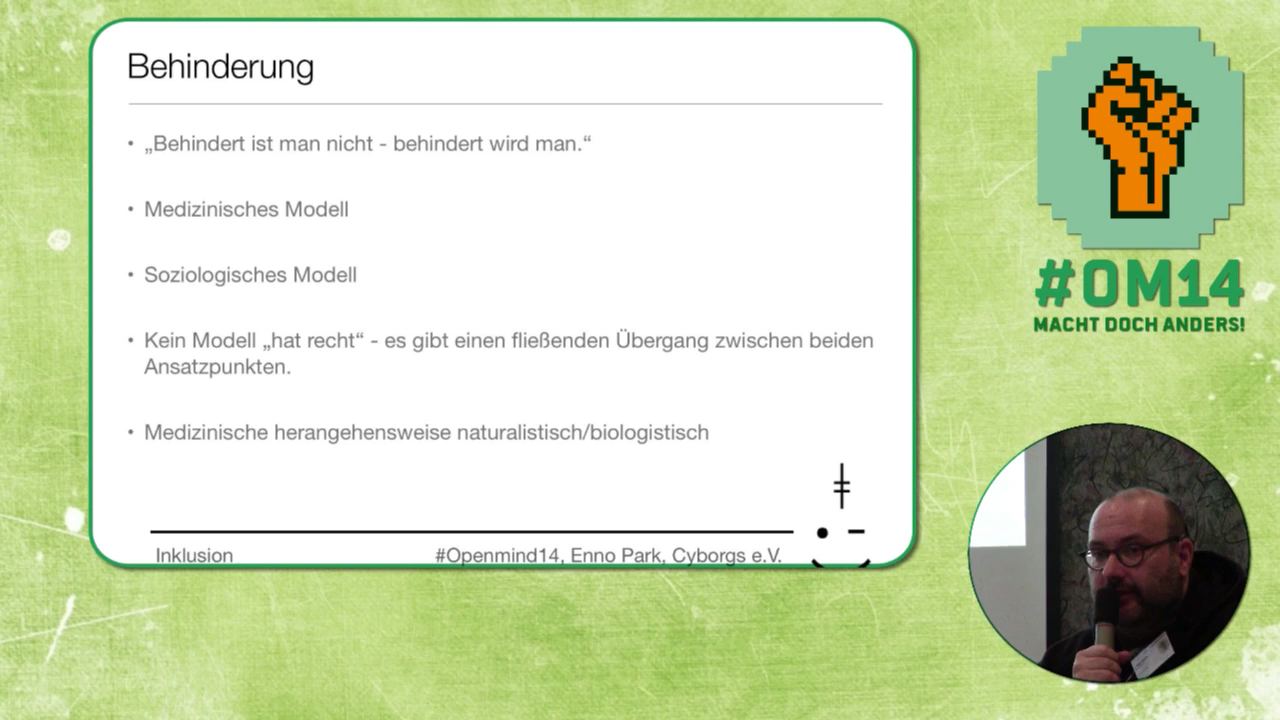 Behinderung
• „Behindert ist man nicht - behindert wird man.“
• Medizinisches Modell
• Soziologisches Modell
• Kein Modell „hat recht“ - es gibt einen fließenden Übergang zwischen beiden
Ansatzpunkten.
• Medizinische herangehensweise naturalistisch/biologistisch
Inklusion
#Openmind14, Enno Park, Cyborgs e.V.
#OM14
MACHT DOCH ANDERS!